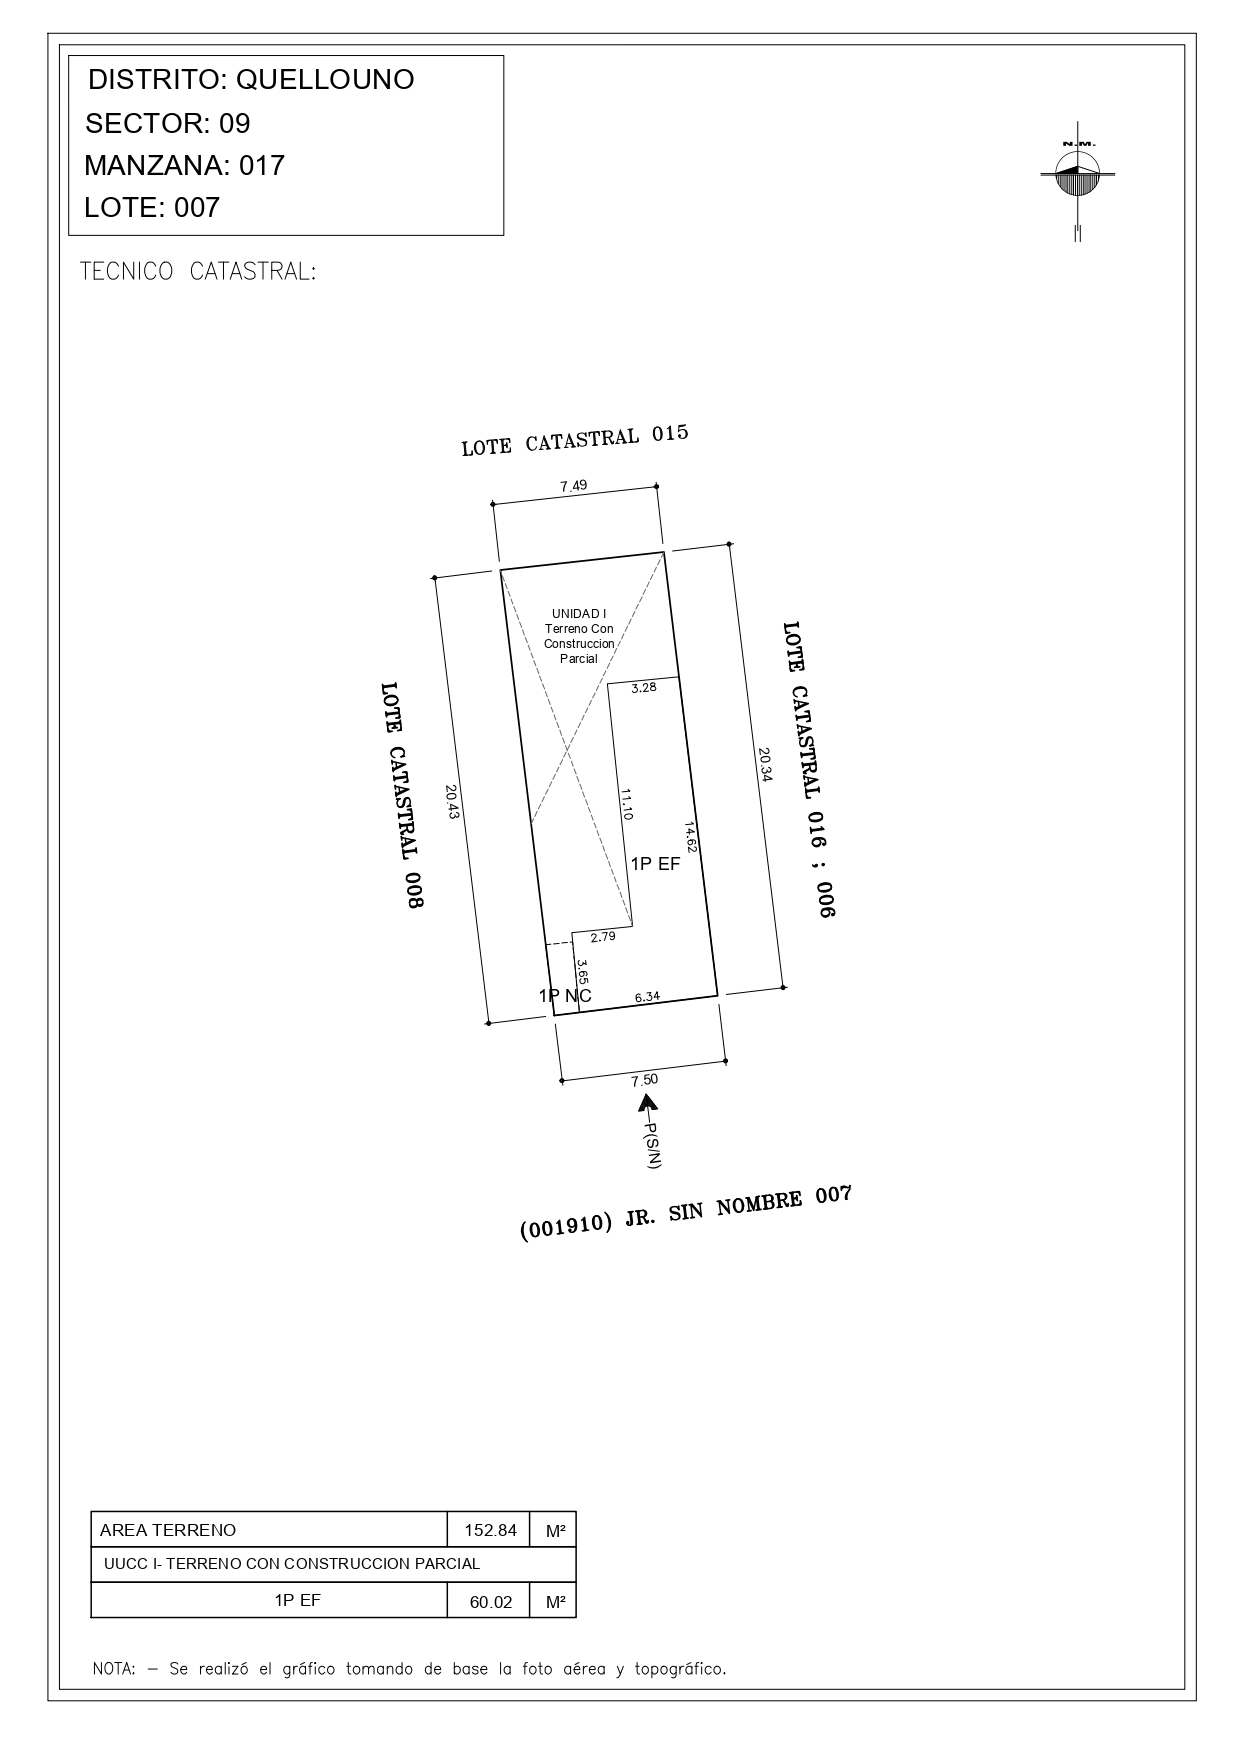 DISTRITO: QUELLOUNO
SECTOR: 09
MANZANA: 017
LOTE: 007
N.M.
TECNICO CATASTRAL:
LOTE CATASTRAL 015
7.49
UNIDAD I
Terreno Con
Construccion
Parcial
3.28
LOTE CATASTRAL 008
20.43
11.10
14.62
20.34
LOTE CATASTRAL 016 ; 006
1P EF
2.79
3.65
1P NC
6.34
7.50
P(S/N)
(001910) JR. SIN NOMBRE 007
AREA TERRENO 152.84 M²
UUCC I- TERRENO CON CONSTRUCCION PARCIAL
1P EF 60.02 M²
NOTA: – Se realizó el gráfico tomando de base la foto aérea y topográfico.